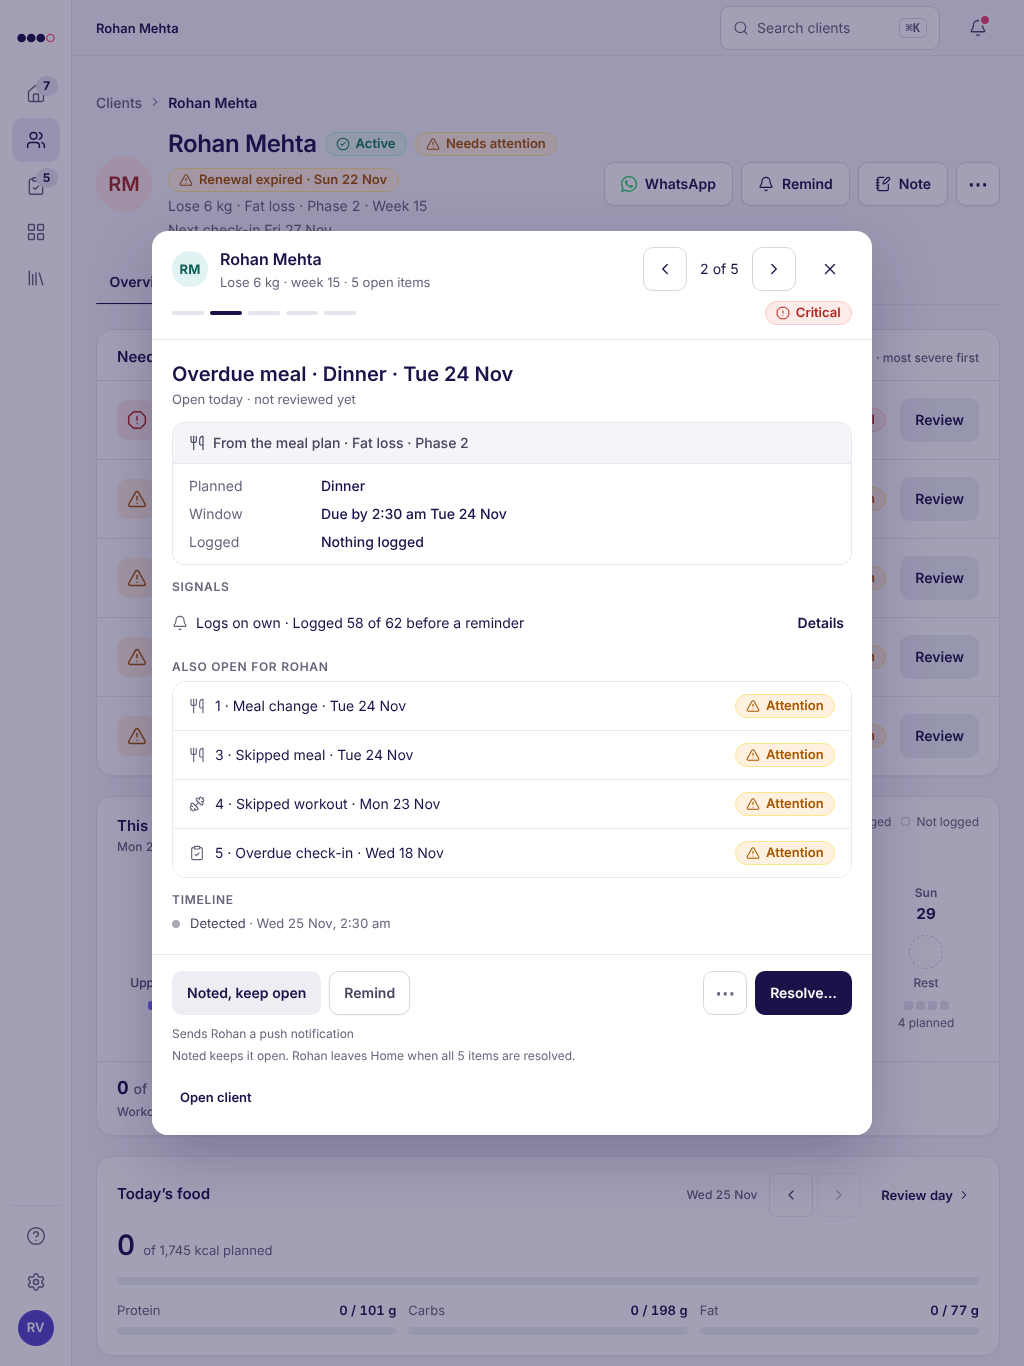 Rohan Mehta
Search clients
⌘K
7
5
Clients
Rohan Mehta
RM
Rohan Mehta
Active
Needs attention
Renewal expired · Sun 22 Nov
Lose 6 kg · Fat loss · Phase 2 · Week 15
Next check-in Fri 27 Nov
WhatsApp
Remind
Note
RM
Rohan Mehta
Lose 6 kg · week 15 · 5 open items
2 of 5
Critical
· most severe first
Overdue meal · Dinner · Tue 24 Nov
Open today · not reviewed yet
From the meal plan · Fat loss · Phase 2
Planned
Dinner
Window
Due by 2:30 am Tue 24 Nov
Logged
Nothing logged
SIGNALS
Logs on own · Logged 58 of 62 before a reminder
Details
ALSO OPEN FOR ROHAN
1 · Meal change · Tue 24 Nov
Attention
3 · Skipped meal · Tue 24 Nov
Attention
4 · Skipped workout · Mon 23 Nov
Attention
5 · Overdue check-in · Wed 18 Nov
Attention
TIMELINE
Detected · Wed 25 Nov, 2:30 am
Noted, keep open
Remind
Resolve...
Sends Rohan a push notification
Noted keeps it open. Rohan leaves Home when all 5 items are resolved.
Open client
Review
Review
Review
Review
Review
This
Not logged
Sun
29
Rest
4 planned
0 of
Today's food
Wed 25 Nov
Review day
0 of 1,745 kcal planned
Protein
0 / 101 g
Carbs
0 / 198 g
Fat
0 / 77 g
RV